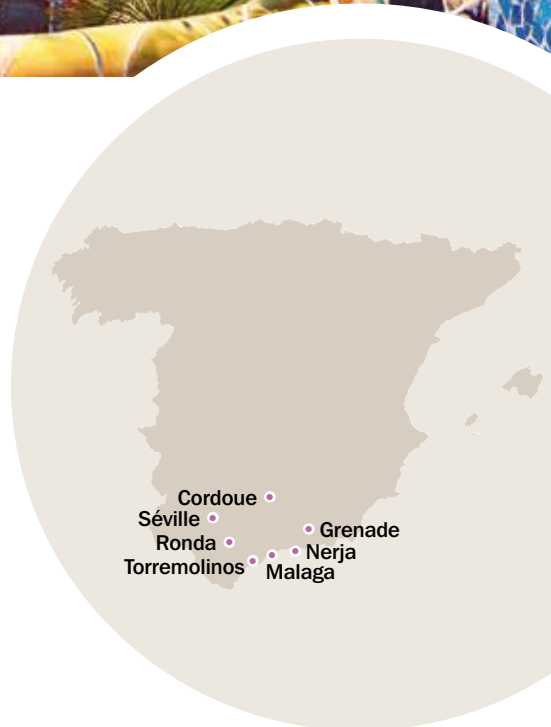 Cordoue
Séville
Grenade
Ronda
Nerja
Torremolinos
Malaga